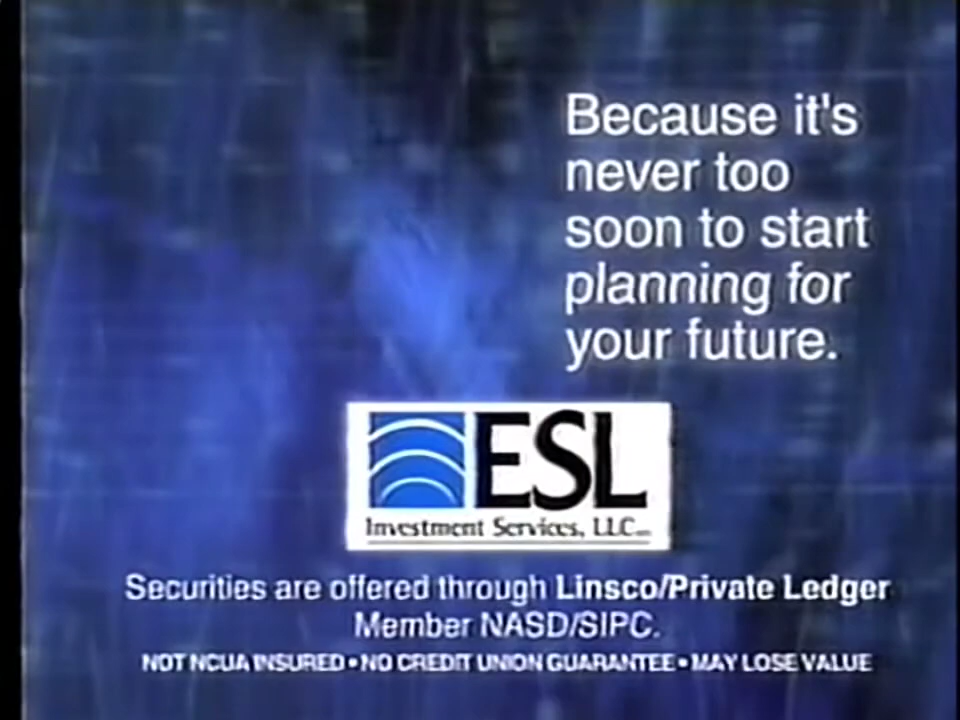 Because it's
never too
soon to start
planning for
your future.
ESL
Investment Services, LLC
Securities are offered through Linsco/Private Ledger
Member NASD/SIPC.
NOT NCUA INSURED • NO CREDIT UNION GUARANTEE • MAY LOSE VALUE